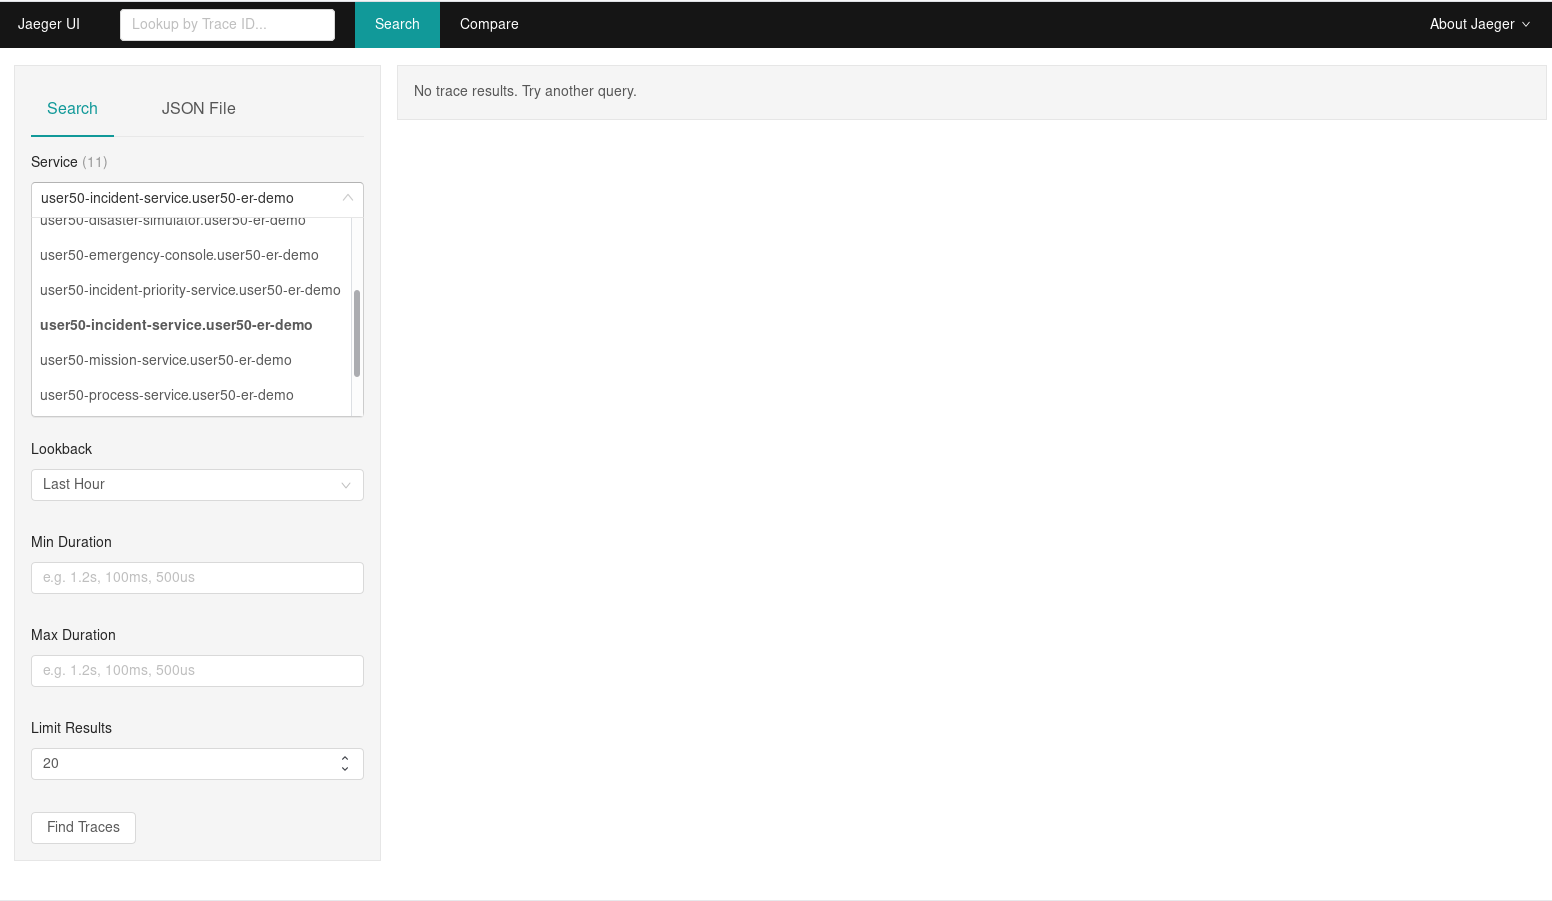 Jaeger UI
Lookup by Trace ID...
Search
Compare
About Jaeger
Search
JSON File
No trace results. Try another query.
Service (11)
user50-incident-service.user50-er-demo
user50-disaster-simulator.user50-er-demo
user50-emergency-console.user50-er-demo
user50-incident-priority-service.user50-er-demo
user50-incident-service.user50-er-demo
user50-mission-service.user50-er-demo
user50-process-service.user50-er-demo
Lookback
Last Hour
Min Duration
e.g. 1.2s, 100ms, 500us
Max Duration
e.g. 1.2s, 100ms, 500us
Limit Results
20
Find Traces